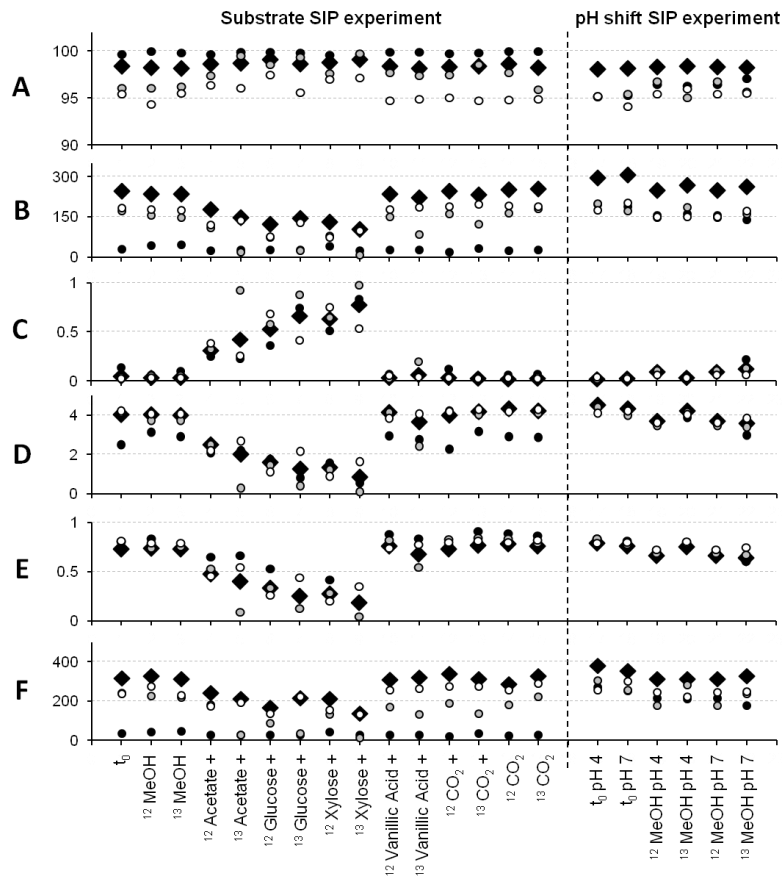 Substrate SIP experiment
pH shift SIP experiment
A
100
95
90
B
300
150
0
C
1
0.5
0
D
4
2
0
E
1
0.5
0
F
400
200
0
t0
12 MeOH
13 MeOH
12 Acetate +
13 Acetate +
12 Glucose +
13 Glucose +
12 Xylose +
13 Xylose +
12 Vanillic Acid +
13 Vanillic Acid +
12 CO2 +
13 CO2 +
12 CO2
13 CO2
t0 pH 4
t0 pH 7
12 MeOH pH 4
13 MeOH pH 4
12 MeOH pH 7
13 MeOH pH 7